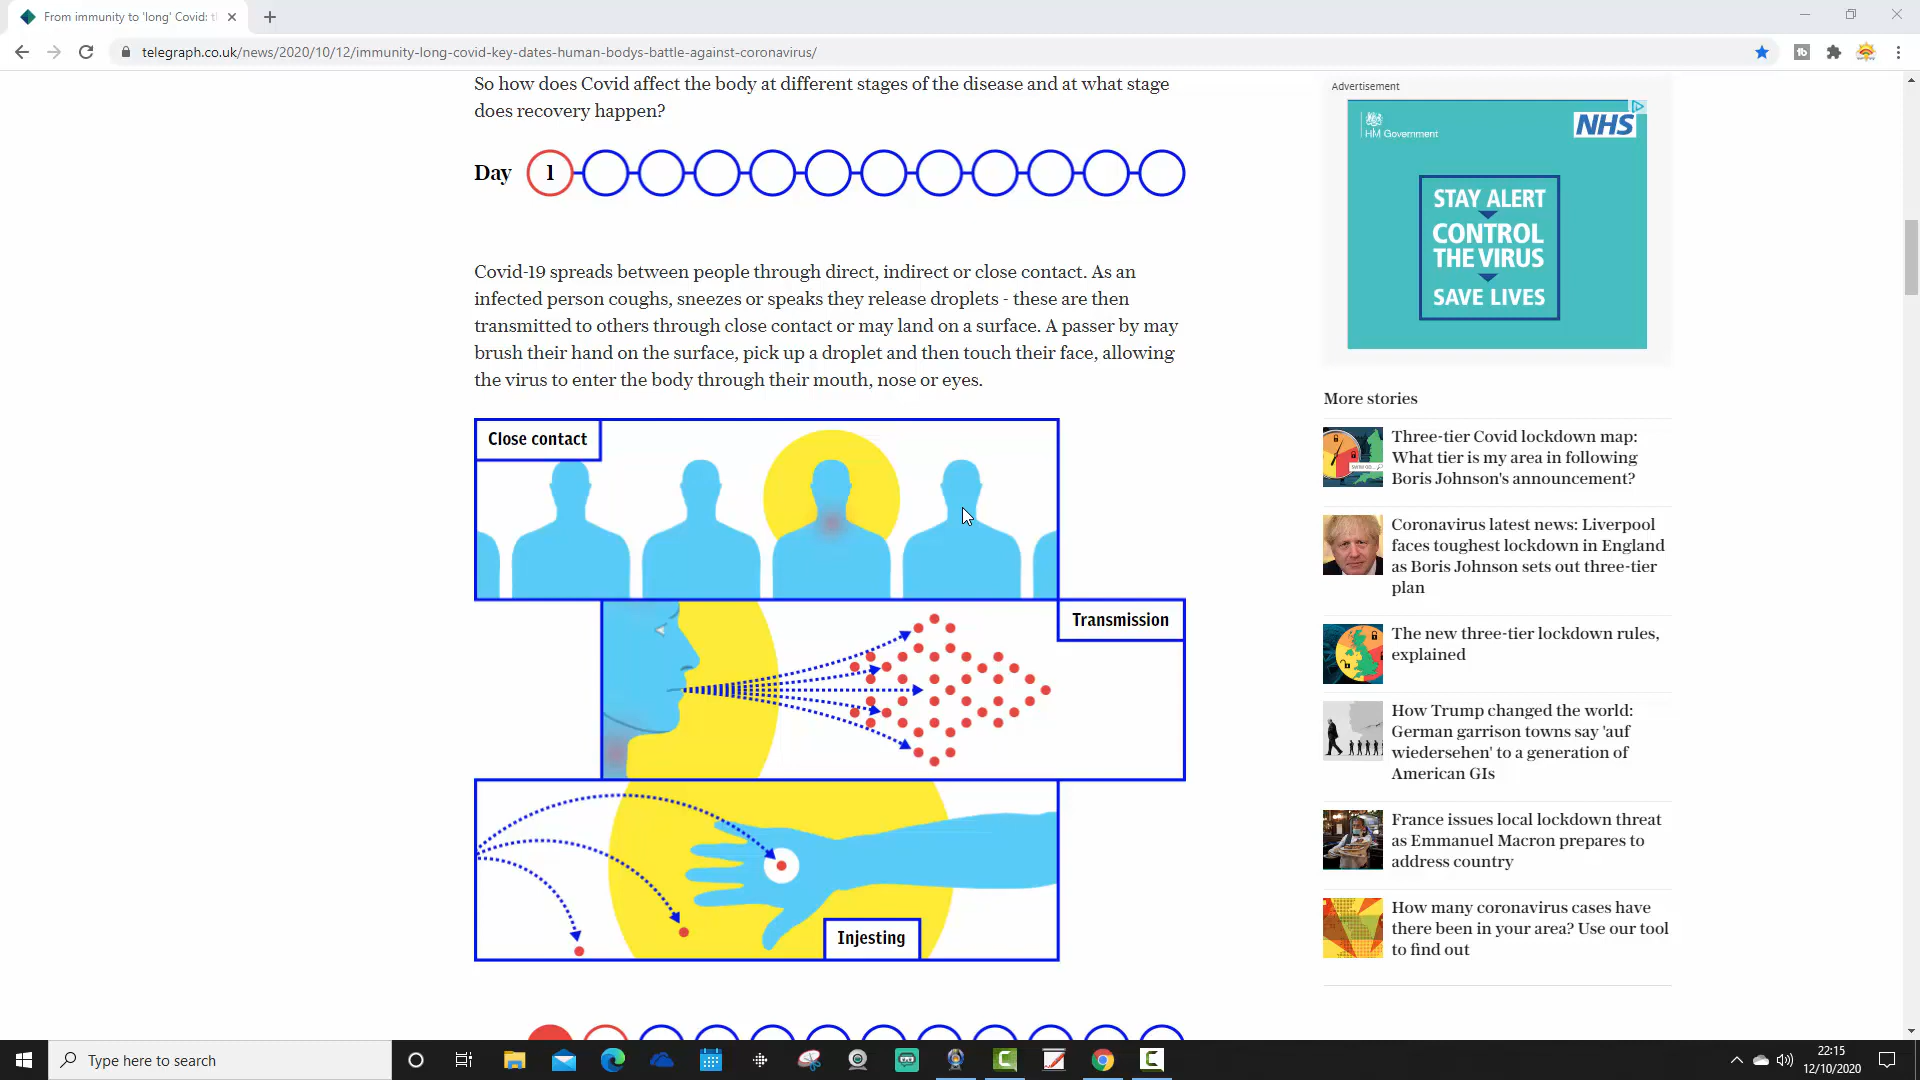 From immunity to 'long' Covid: t
telegraph.co.uk/news/2020/10/12/immunity-long-covid-key-dates-human-bodys-battle-against-coronavirus/
So how does Covid affect the body at different stages of the disease and at what stage
does recovery happen?
Day 1
Covid-19 spreads between people through direct, indirect or close contact. As an
infected person coughs, sneezes or speaks they release droplets - these are then
transmitted to others through close contact or may land on a surface. A passer by may
brush their hand on the surface, pick up a droplet and then touch their face, allowing
the virus to enter the body through their mouth, nose or eyes.
Close contact
Transmission
Injesting
Advertisement
HM Government
NHS
STAY ALERT
CONTROL
THE VIRUS
SAVE LIVES
More stories
Three-tier Covid lockdown map:
What tier is my area in following
Boris Johnson's announcement?
Coronavirus latest news: Liverpool
faces toughest lockdown in England
as Boris Johnson sets out three-tier
plan
The new three-tier lockdown rules,
explained
How Trump changed the world:
German garrison towns say 'auf
wiedersehen' to a generation of
American GIs
France issues local lockdown threat
as Emmanuel Macron prepares to
address country
How many coronavirus cases have
there been in your area? Use our tool
to find out
Type here to search
22:15
12/10/2020